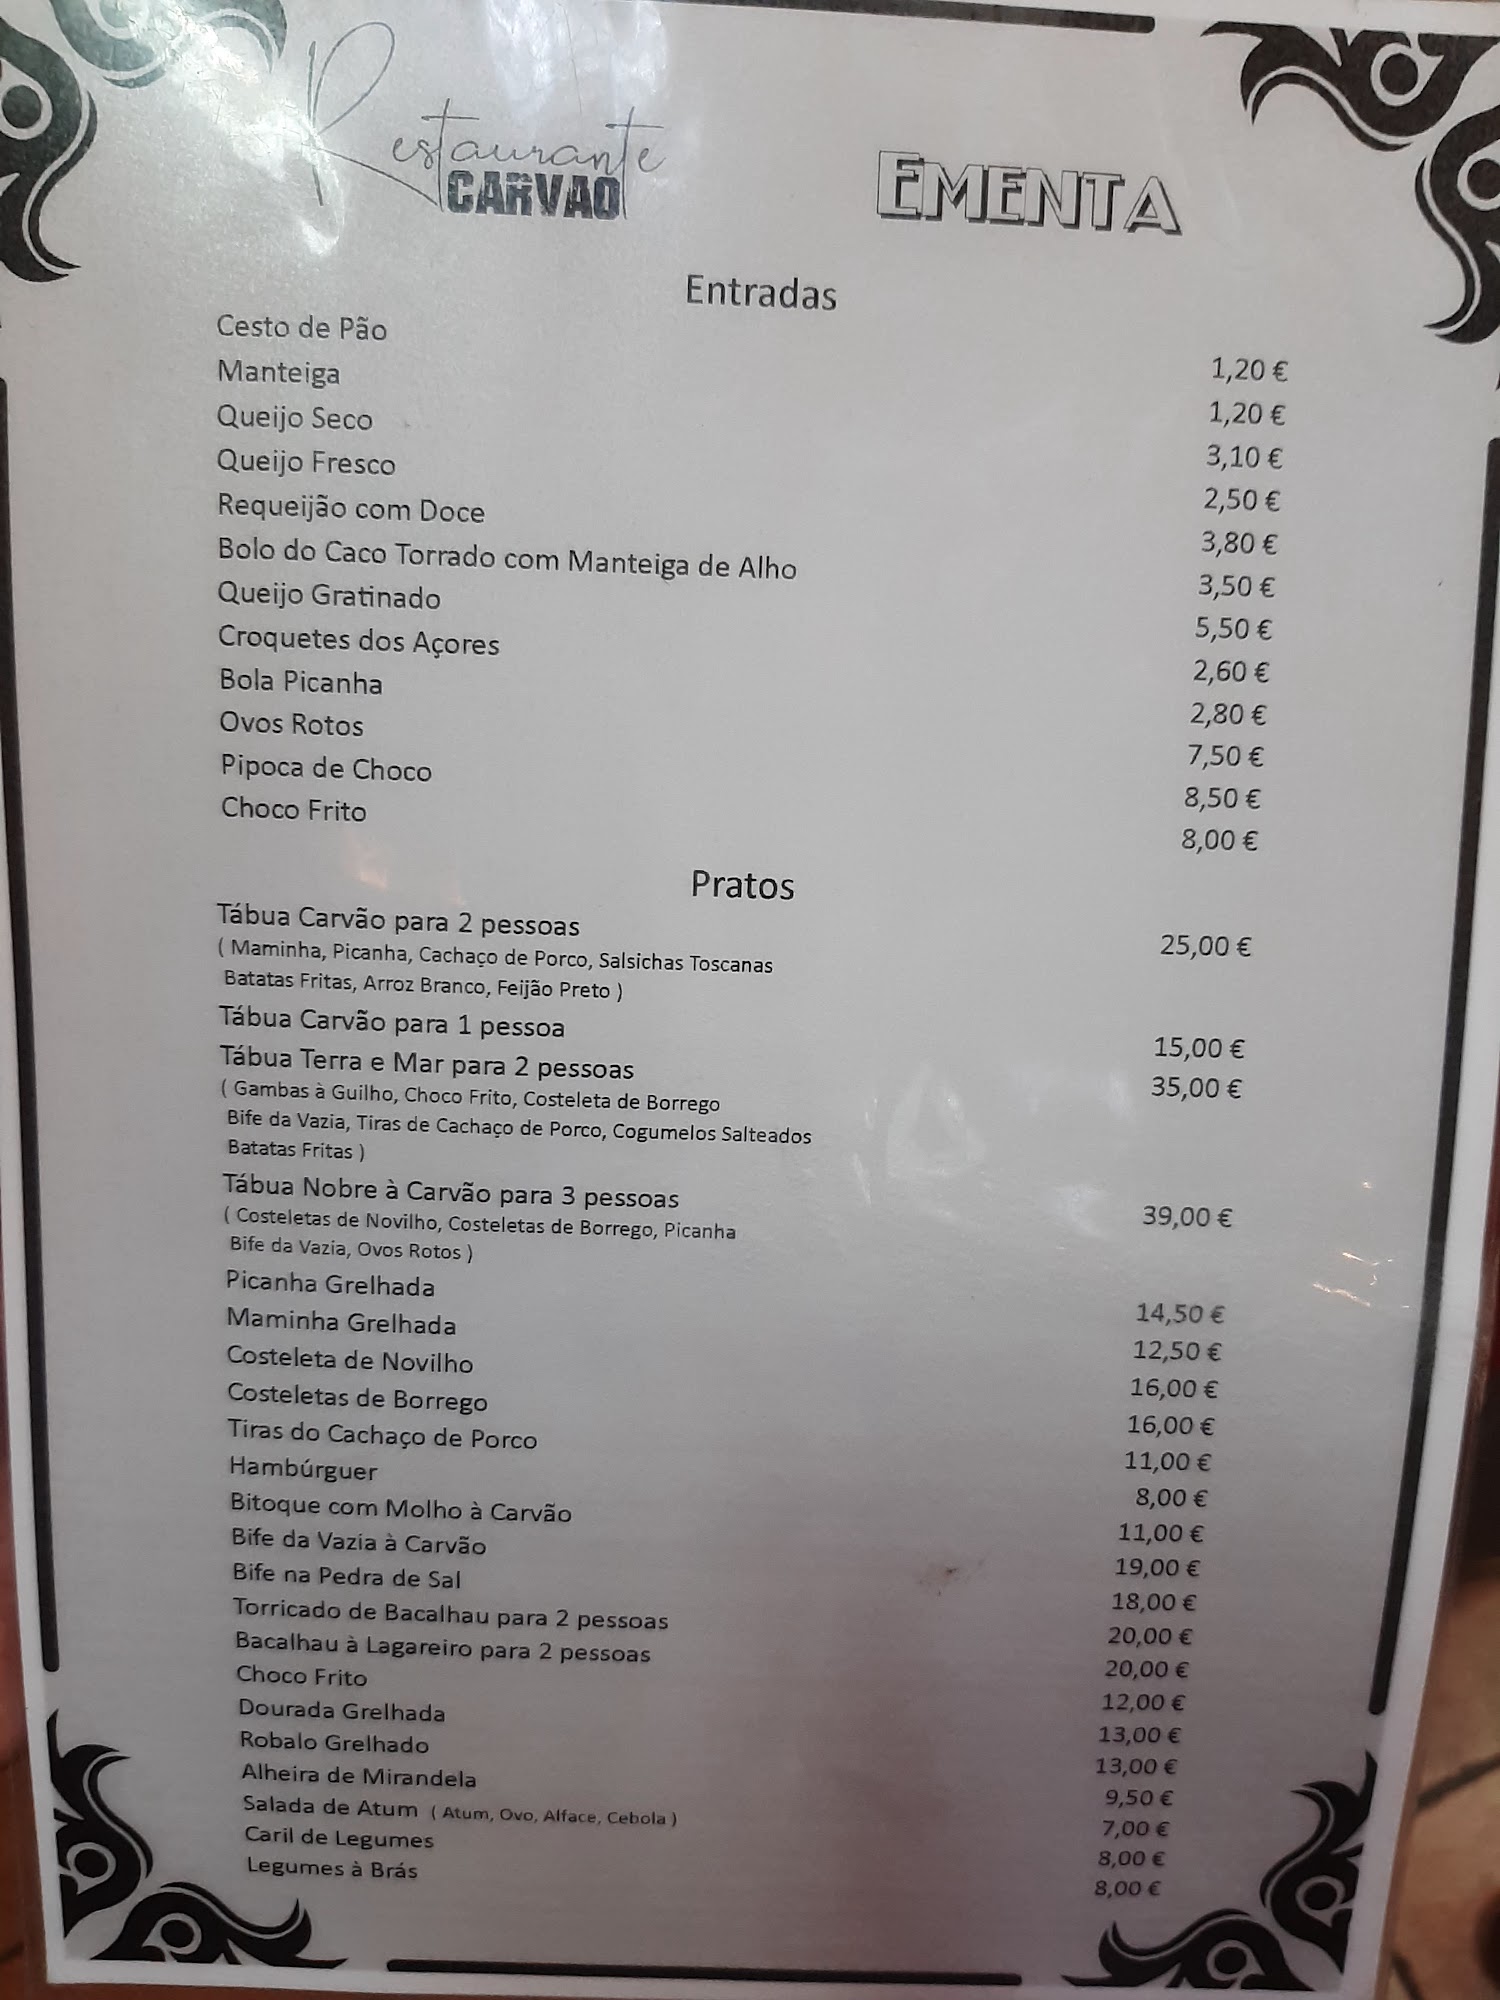 Restaurante
CARVAO
EMENTA
Entradas
Cesto de Pão 1,20 €
Manteiga 1,20 €
Queijo Seco 3,10 €
Queijo Fresco 2,50 €
Requeijão com Doce 3,80 €
Bolo do Caco Torrado com Manteiga de Alho 3,50 €
Queijo Gratinado 5,50 €
Croquetes dos Açores 2,60 €
Bola Picanha 2,80 €
Ovos Rotos 7,50 €
Pipoca de Choco 8,50 €
Choco Frito 8,00 €
Pratos
Tábua Carvão para 2 pessoas 25,00 €
( Maminha, Picanha, Cachaço de Porco, Salsichas Toscanas
Batatas Fritas, Arroz Branco, Feijão Preto )
Tábua Carvão para 1 pessoa 15,00 €
Tábua Terra e Mar para 2 pessoas 35,00 €
( Gambas à Guilho, Choco Frito, Costeleta de Borrego
Bife da Vazia, Tiras de Cachaço de Porco, Cogumelos Salteados
Batatas Fritas )
Tábua Nobre à Carvão para 3 pessoas 39,00 €
( Costeletas de Novilho, Costeletas de Borrego, Picanha
Bife da Vazia, Ovos Rotos )
Picanha Grelhada 14,50 €
Maminha Grelhada 12,50 €
Costeleta de Novilho 16,00 €
Costeletas de Borrego 16,00 €
Tiras do Cachaço de Porco 11,00 €
Hambúrguer 8,00 €
Bitoque com Molho à Carvão 11,00 €
Bife da Vazia à Carvão 19,00 €
Bife na Pedra de Sal 18,00 €
Torricado de Bacalhau para 2 pessoas 20,00 €
Bacalhau à Lagareiro para 2 pessoas 20,00 €
Choco Frito 12,00 €
Dourada Grelhada 13,00 €
Robalo Grelhado 13,00 €
Alheira de Mirandela 9,50 €
Salada de Atum ( Atum, Ovo, Alface, Cebola ) 7,00 €
Caril de Legumes 8,00 €
Legumes à Brás 8,00 €